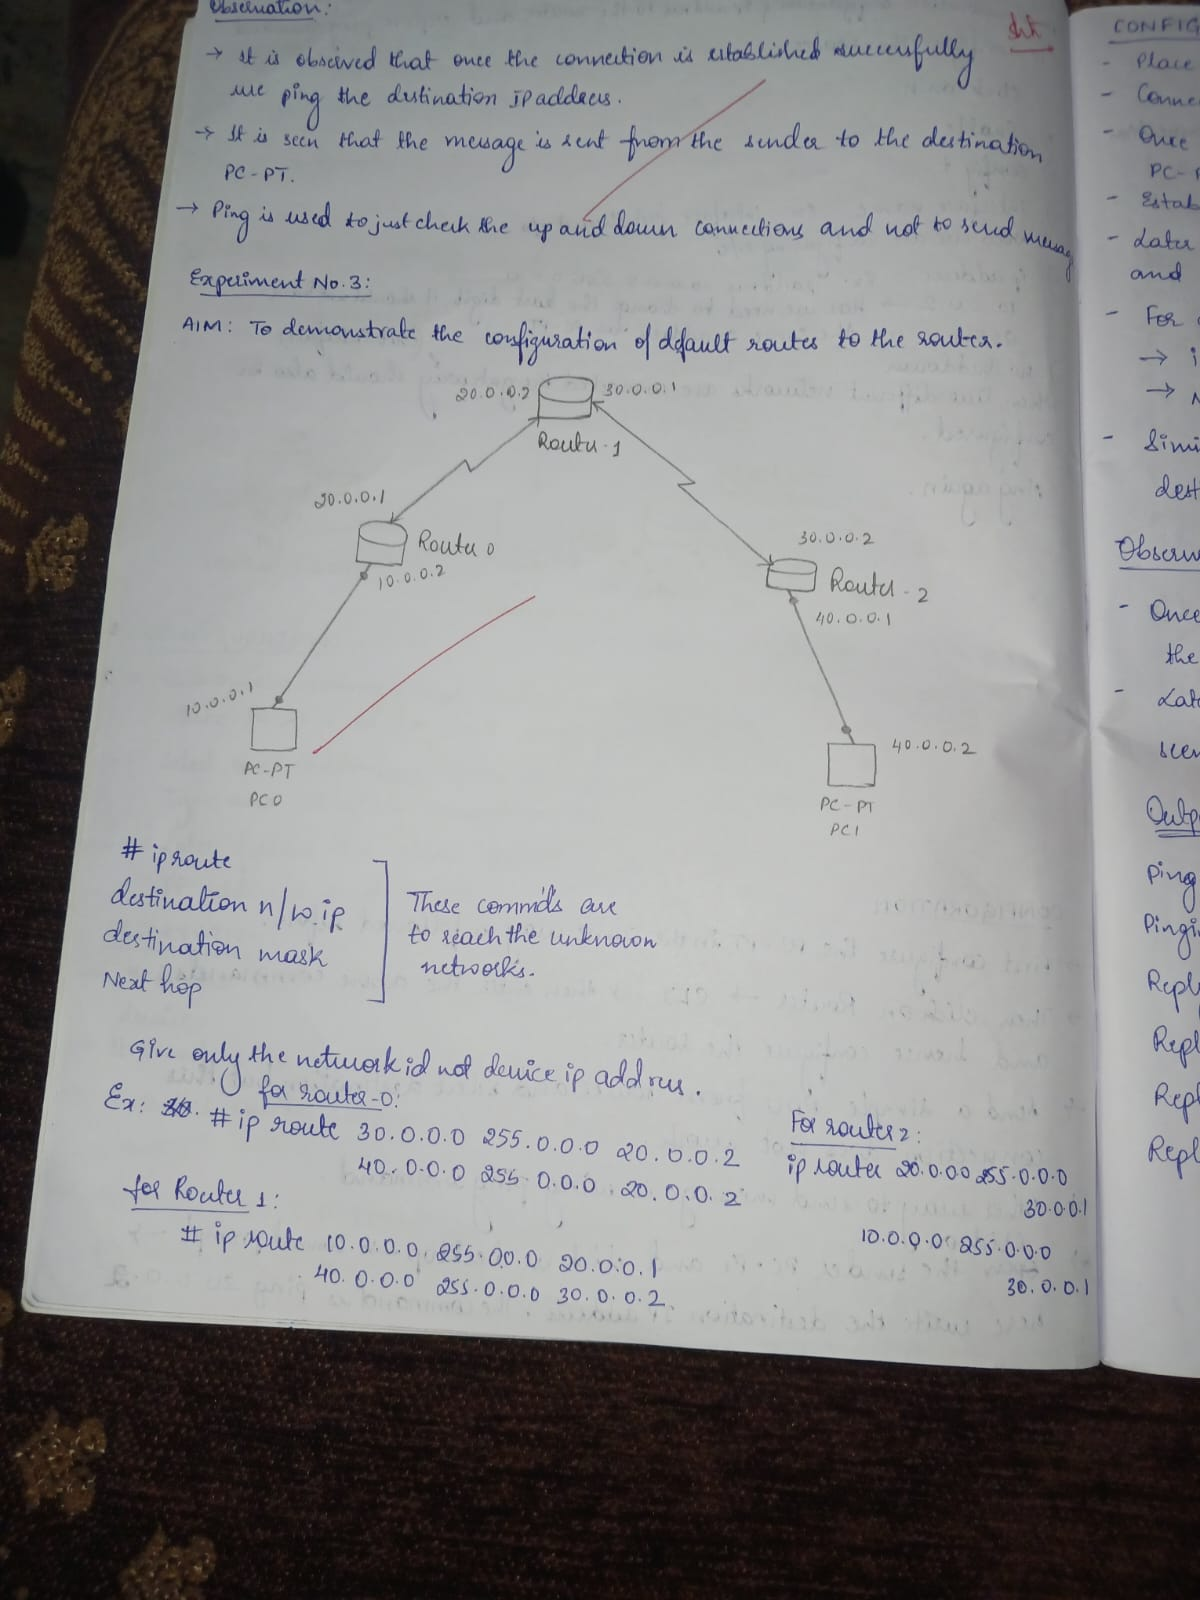 Observation:
→ It is observed that once the connection is established successfully
we ping the destination IP address.
→ It is seen that the message is sent from the sender to the destination
PC-PT.
→ Ping is used to just check the up and down connections and not to send messag
Experiment No. 3:
AIM: To demonstrate the configuration of default routes to the router.
20.0.0.2 30.0.0.1
Router-1
20.0.0.1
Router 0
10.0.0.2
30.0.0.2
Router-2
40.0.0.1
10.0.0.1
PC-PT
PC0
40.0.0.2
PC-PT
PC1
# ip route
destination n/w ip
destination mask
Next hop
These commds are
to reach the unknown
networks.
Give only the network id not device ip address.
for router-0:
Ex: # ip route 30.0.0.0 255.0.0.0 20.0.0.2
40.0.0.0 255.0.0.0 20.0.0.2
for Router 1:
# ip route 10.0.0.0 255.0.0.0 20.0.0.1
40.0.0.0 255.0.0.0 30.0.0.2
For router 2:
ip router 20.0.0.0 255.0.0.0
30.0.0.1
10.0.0.0 255.0.0.0
30.0.0.1
CONFIG
- Place
- Conne
- Once
PC-P
- Estab
- Later
and
- For
→ i
→ N
- Simi
dest
Observ
- Once
the
- Late
seen
Outp
Ping
Pingi
Repl
Repl
Repl
Repl